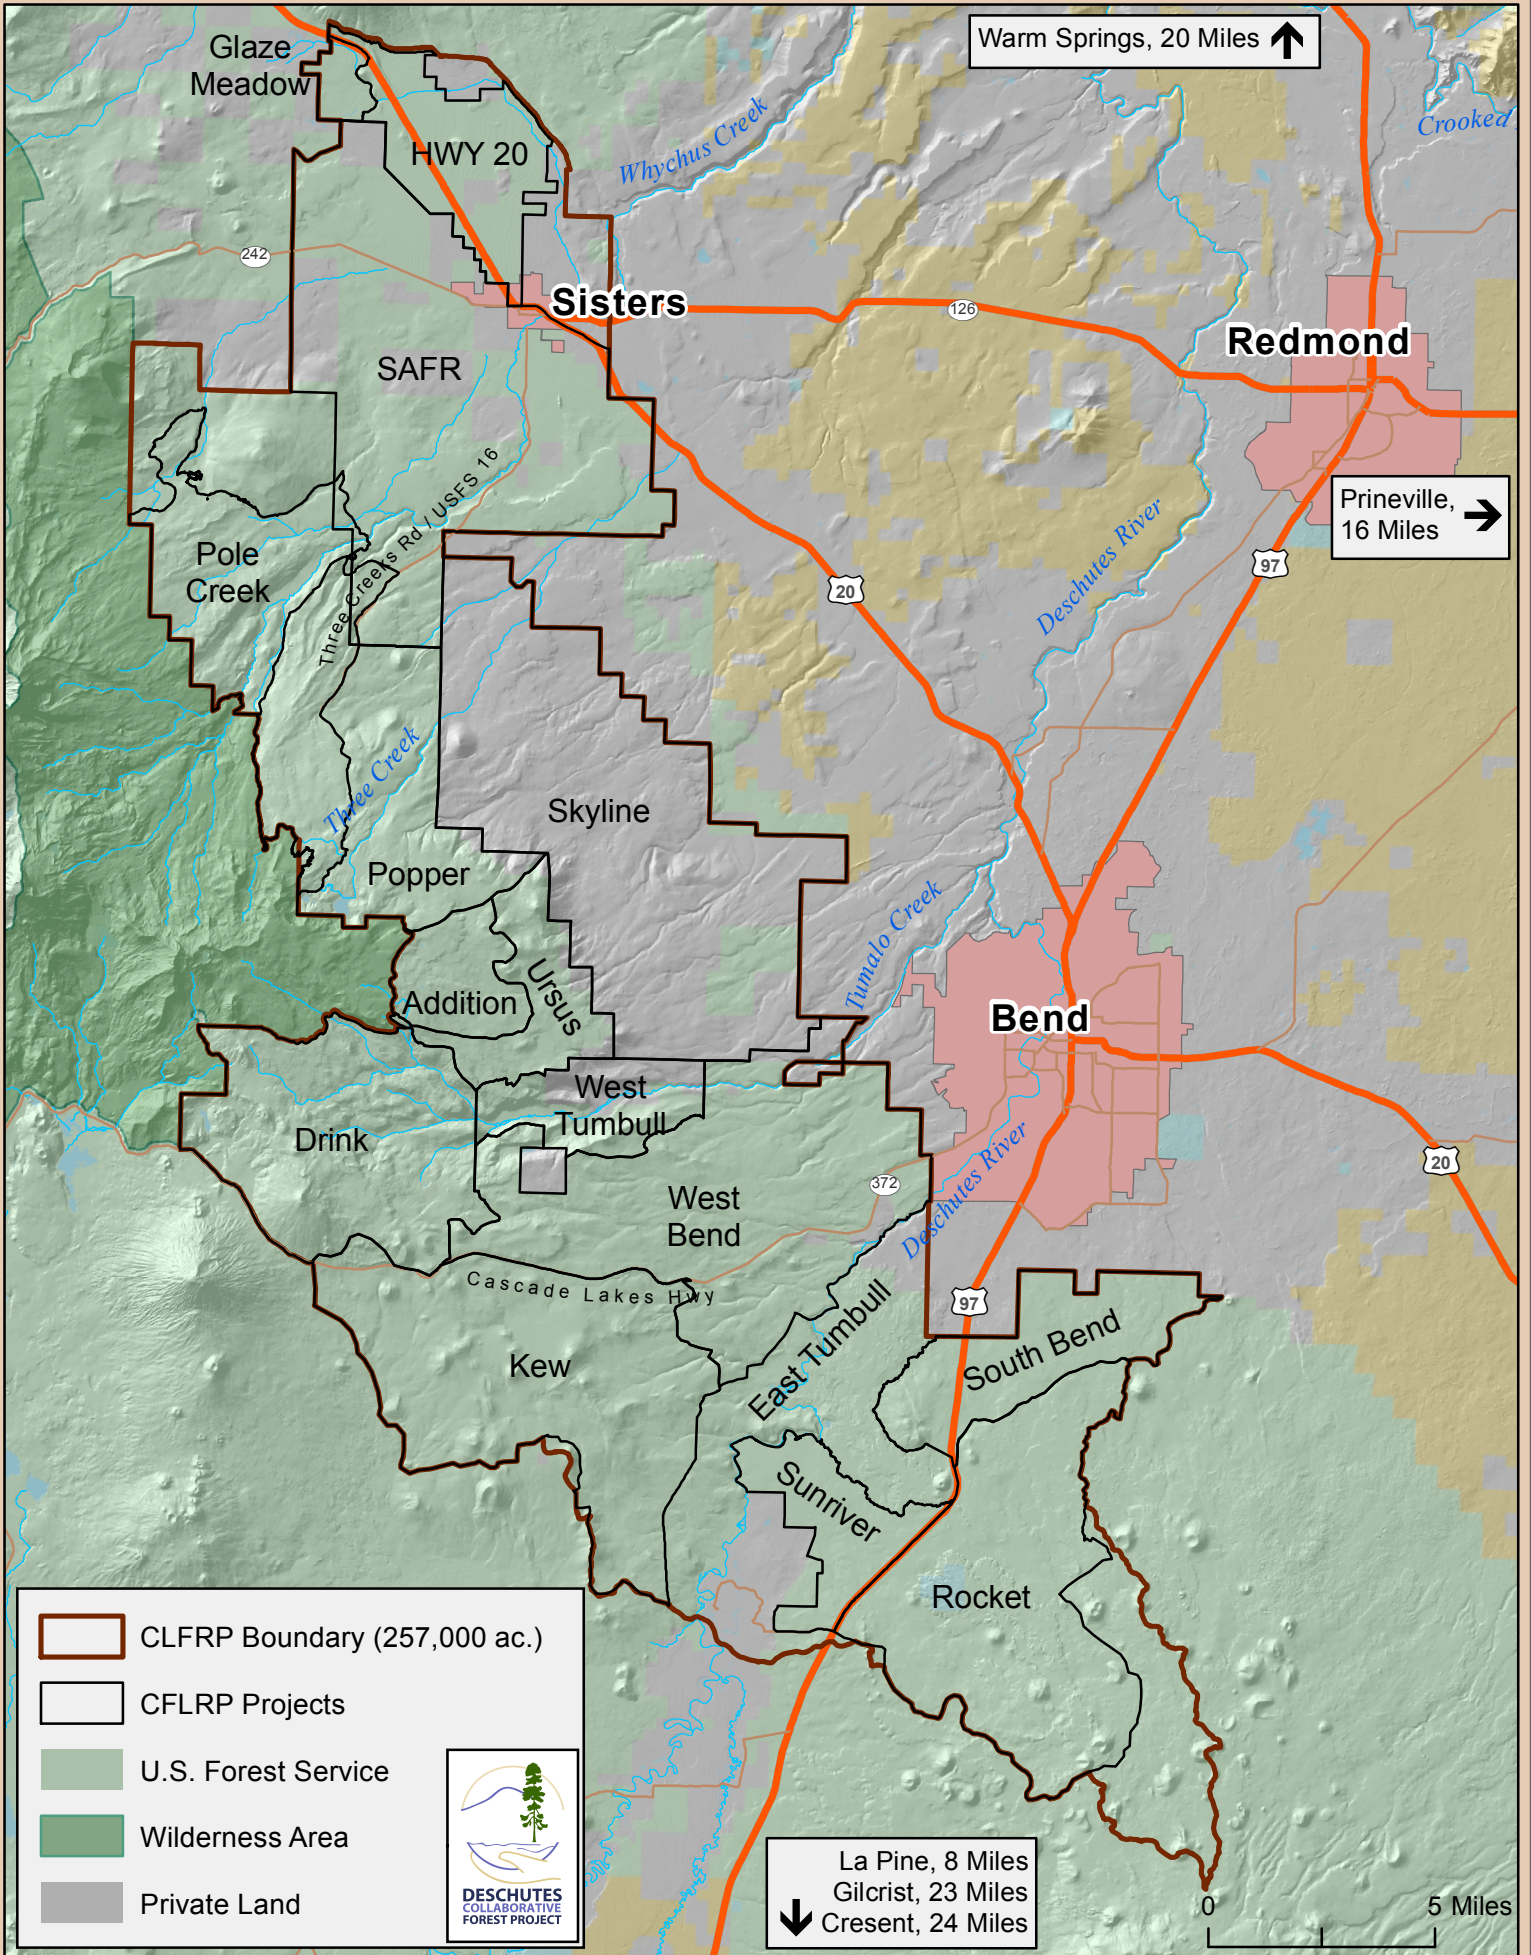 Glaze
Meadow
Warm Springs, 20 Miles
HWY 20
Whychus Creek
Crooked
242
Sisters
126
Redmond
SAFR
Three Creeks Rd / USFS 16
Prineville,
16 Miles
Pole
Creek
20
97
Deschutes River
Three Creek
Skyline
Popper
Tumalo Creek
Ursus
Addition
Bend
West
Tumbull
Drink
372
20
West
Bend
Deschutes River
Cascade Lakes Hwy
97
East Tumbull
South Bend
Kew
Sunriver
Rocket
CLFRP Boundary (257,000 ac.)
CFLRP Projects
U.S. Forest Service
Wilderness Area
Private Land
DESCHUTES
COLLABORATIVE
FOREST PROJECT
La Pine, 8 Miles
Gilcrist, 23 Miles
Cresent, 24 Miles
0 5 Miles